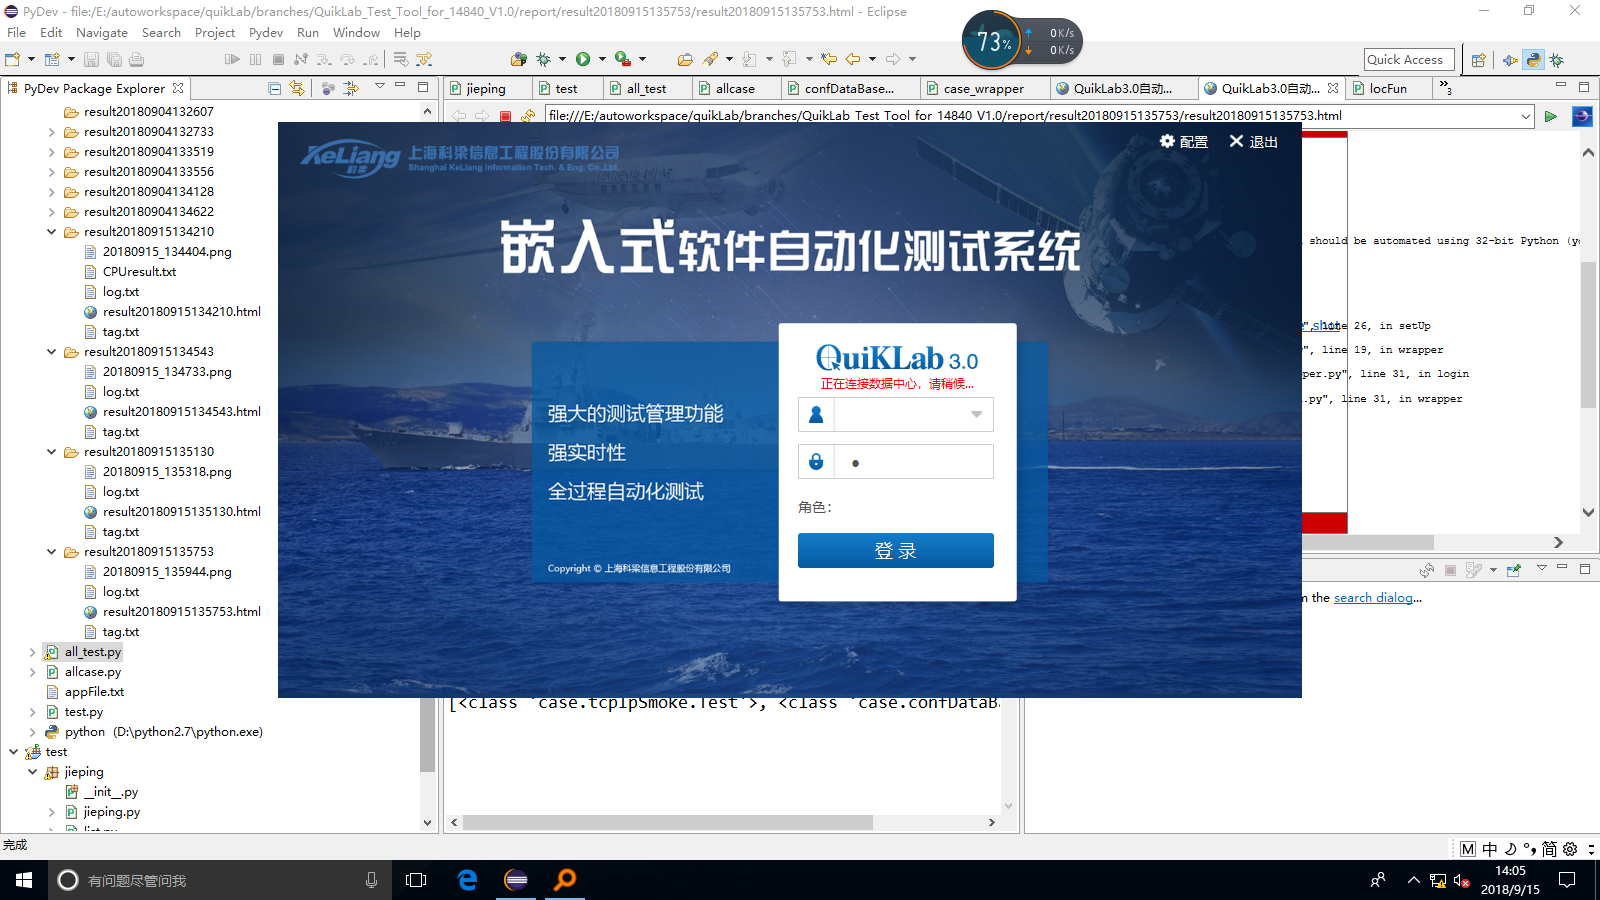 PyDev - file:/E:/autoworkspace/quikLab/branches/QuikLab_Test_Tool_for_14840_V1.0/report/result20180915135753/result20180915135753.html - Eclipse
File Edit Navigate Search Project Pydev Run Window Help
73%
0K/s
0K/s
Quick Access
PyDev Package Explorer
jieping
test
all_test
allcase
confDataBase...
case_wrapper
QuikLab3.0自动...
QuikLab3.0自动...
locFun
3
file:///E:/autoworkspace/quikLab/branches/QuikLab_Test_Tool_for_14840_V1.0/report/result20180915135753/result20180915135753.html
result20180904132607
result20180904132733
result20180904133519
result20180904133556
result20180904134128
result20180904134622
result20180915134210
20180915_134404.png
CPUresult.txt
log.txt
result20180915134210.html
tag.txt
result20180915134543
20180915_134733.png
log.txt
result20180915134543.html
tag.txt
result20180915135130
20180915_135318.png
log.txt
result20180915135130.html
tag.txt
result20180915135753
20180915_135944.png
log.txt
result20180915135753.html
tag.txt
all_test.py
allcase.py
appFile.txt
test.py
python (D:\python2.7\python.exe)
test
jieping
__init__.py
jieping.py
list.py
KeLiang 科梁
上海科梁信息工程股份有限公司
Shanghai KeLiang Information Tech. & Eng. Co.,Ltd.
配置
退出
嵌入式软件自动化测试系统
强大的测试管理功能
强实时性
全过程自动化测试
Copyright © 上海科梁信息工程股份有限公司
QuiKLab 3.0
正在连接数据中心，请稍候...
●
角色：
登 录
should be automated using 32-bit Python (yo
shot
", line 26, in setUp
", line 19, in wrapper
per.py", line 31, in login
.py", line 31, in wrapper
the search dialog...
[<class 'case.tcpIpSmoke.Test'>, <class 'case.confDataBa
完成
M 中 简
有问题尽管问我
14:05
2018/9/15